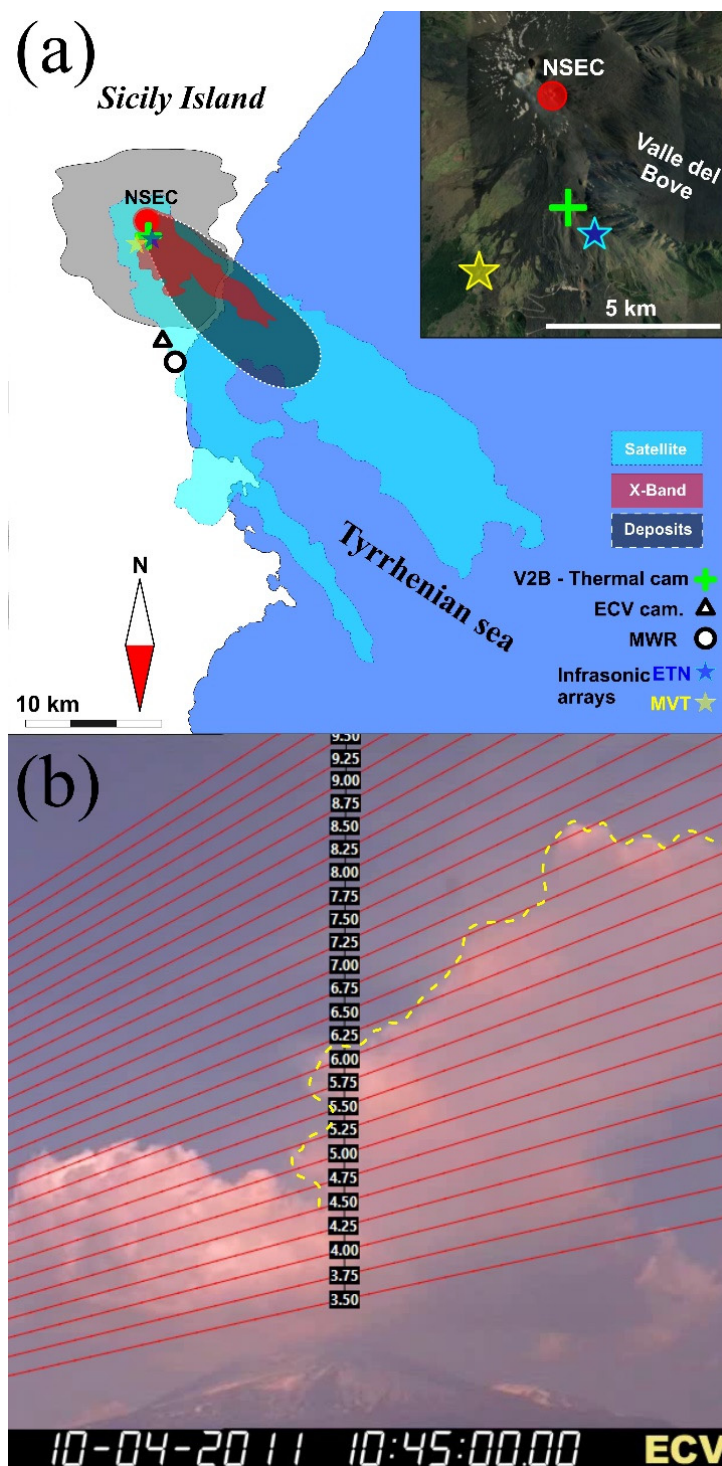 (a)
Sicily Island
NSEC
NSEC
Valle del
Bove
5 km
Satellite
X-Band
Deposits
V2B - Thermal cam
ECV cam.
MWR
Infrasonic
arrays
ETN
MVT
Tyrrhenian sea
N
10 km
(b)
9.50
9.25
9.00
8.75
8.50
8.25
8.00
7.75
7.50
7.25
7.00
6.75
6.50
6.25
6.00
5.75
5.50
5.25
5.00
4.75
4.50
4.25
4.00
3.75
3.50
10-04-2011 10:45:00.00 ECV